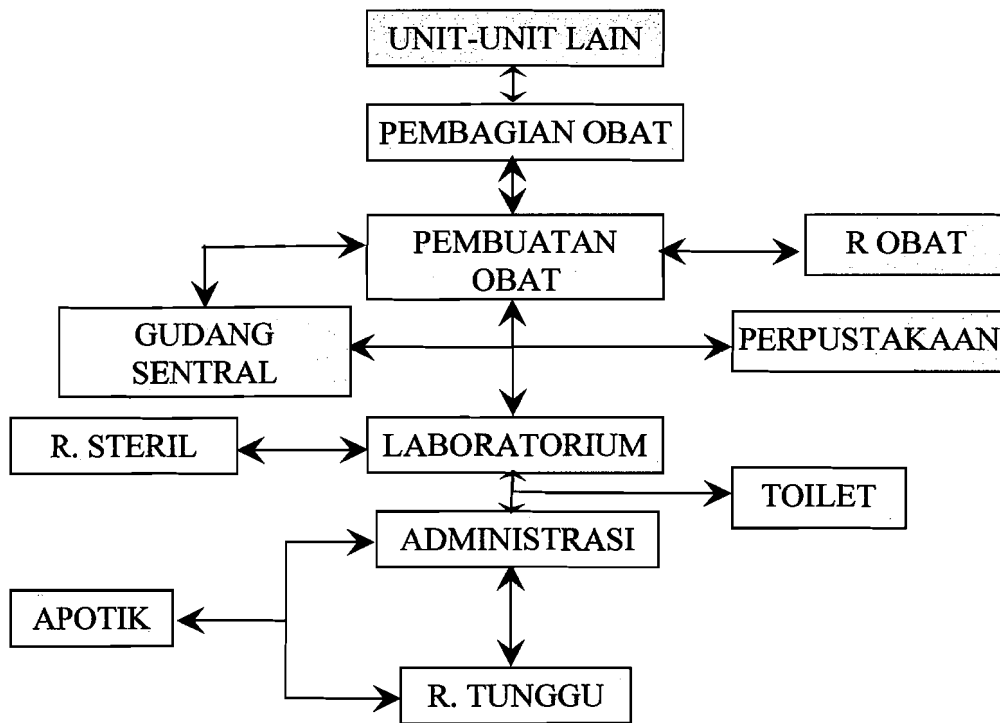 UNIT-UNIT LAIN
PEMBAGIAN OBAT
PEMBUATAN
OBAT
R OBAT
GUDANG
SENTRAL
PERPUSTAKAAN
R. STERIL
LABORATORIUM
TOILET
ADMINISTRASI
APOTIK
R. TUNGGU